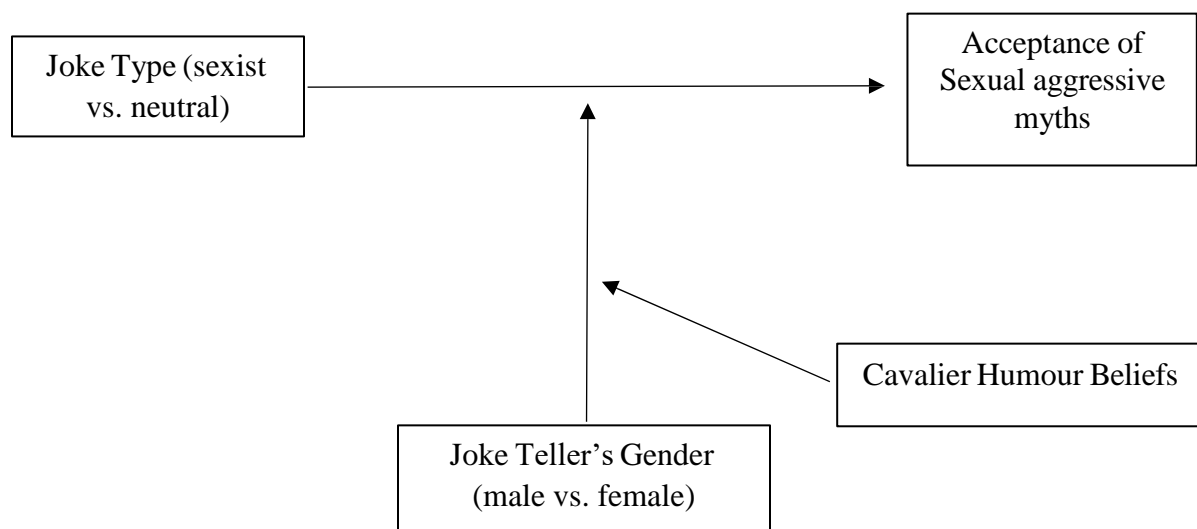 Joke Type (sexist
vs. neutral)
Acceptance of
Sexual aggressive
myths
Cavalier Humour Beliefs
Joke Teller’s Gender
(male vs. female)